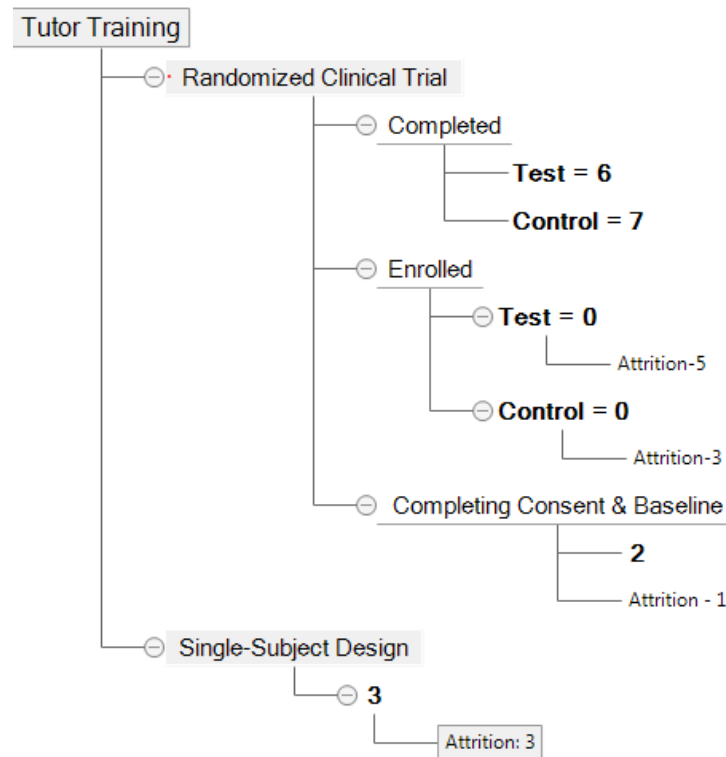 Tutor Training
Randomized Clinical Trial
Completed
Test = 6
Control = 7
Enrolled
Test = 0
Attrition-5
Control = 0
Attrition-3
Completing Consent & Baseline
2
Attrition - 1
Single-Subject Design
3
Attrition: 3